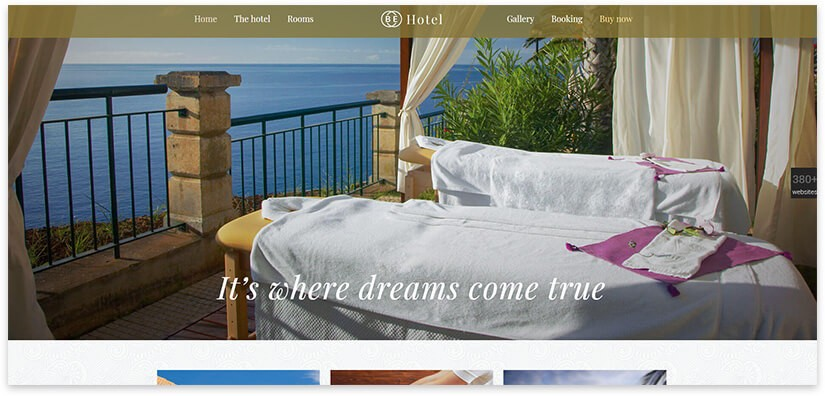 Home The hotel Rooms BE Hotel Gallery Booking Buy now
380+
websites
It's where dreams come true